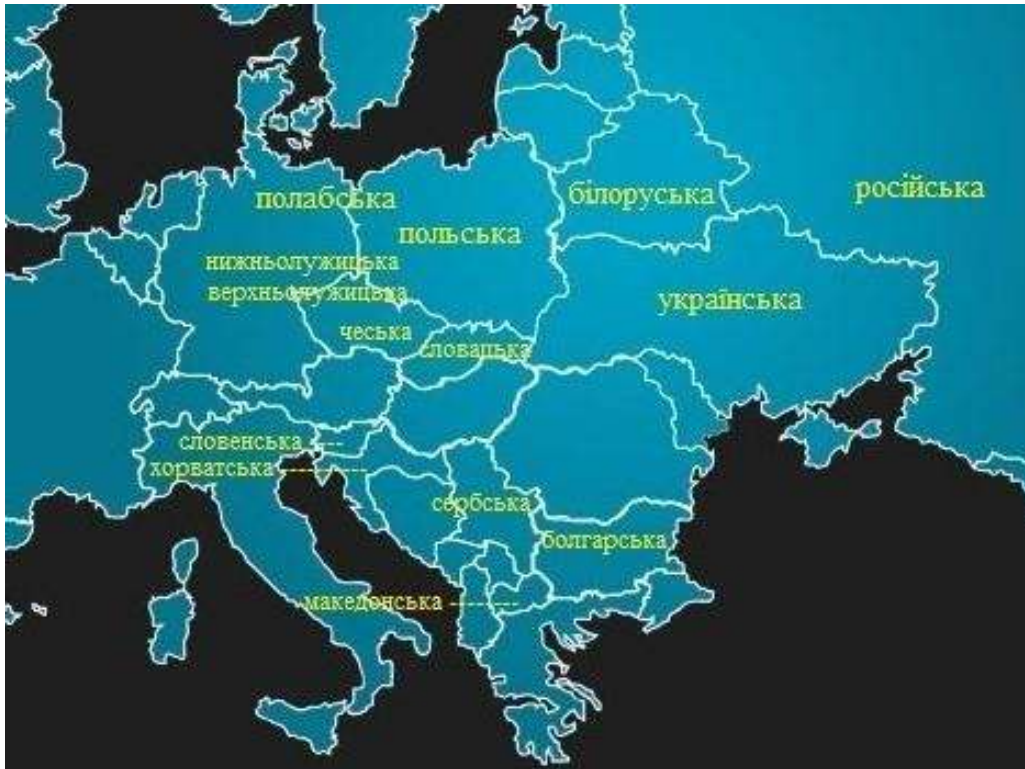 полабська
білоруська
російська
польська
нижньолужицька
верхньолужицька
українська
чеська
словацька
словенська ----
хорватська ----------
сербська
болгарська
македонська --------